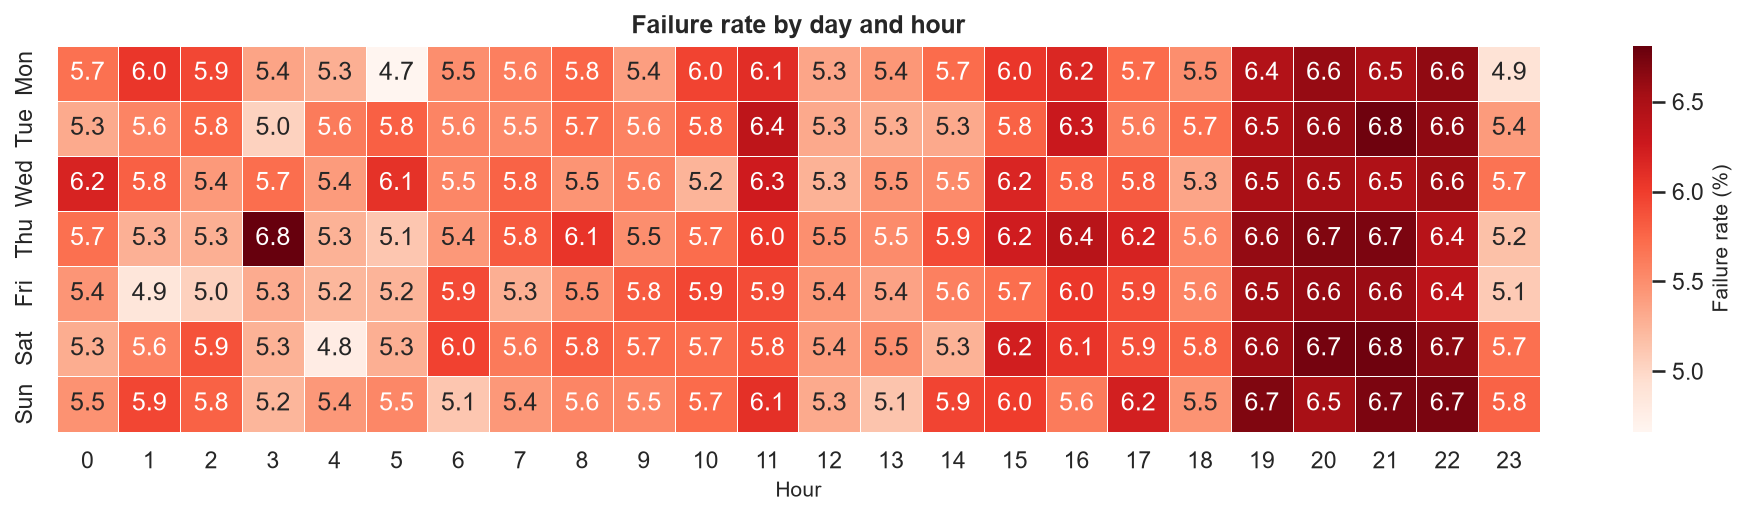 Failure rate by day and hour
Mon 5.7 6.0 5.9 5.4 5.3 4.7 5.5 5.6 5.8 5.4 6.0 6.1 5.3 5.4 5.7 6.0 6.2 5.7 5.5 6.4 6.6 6.5 6.6 4.9
Tue 5.3 5.6 5.8 5.0 5.6 5.8 5.6 5.5 5.7 5.6 5.8 6.4 5.3 5.3 5.3 5.8 6.3 5.6 5.7 6.5 6.6 6.8 6.6 5.4
Wed 6.2 5.8 5.4 5.7 5.4 6.1 5.5 5.8 5.5 5.6 5.2 6.3 5.3 5.5 5.5 6.2 5.8 5.8 5.3 6.5 6.5 6.5 6.6 5.7
Thu 5.7 5.3 5.3 6.8 5.3 5.1 5.4 5.8 6.1 5.5 5.7 6.0 5.5 5.5 5.9 6.2 6.4 6.2 5.6 6.6 6.7 6.7 6.4 5.2
Fri 5.4 4.9 5.0 5.3 5.2 5.2 5.9 5.3 5.5 5.8 5.9 5.9 5.4 5.4 5.6 5.7 6.0 5.9 5.6 6.5 6.6 6.6 6.4 5.1
Sat 5.3 5.6 5.9 5.3 4.8 5.3 6.0 5.6 5.8 5.7 5.7 5.8 5.4 5.5 5.3 6.2 6.1 5.9 5.8 6.6 6.7 6.8 6.7 5.7
Sun 5.5 5.9 5.8 5.2 5.4 5.5 5.1 5.4 5.6 5.5 5.7 6.1 5.3 5.1 5.9 6.0 5.6 6.2 5.5 6.7 6.5 6.7 6.7 5.8
0 1 2 3 4 5 6 7 8 9 10 11 12 13 14 15 16 17 18 19 20 21 22 23
Hour
6.5
6.0
5.5
5.0
Failure rate (%)